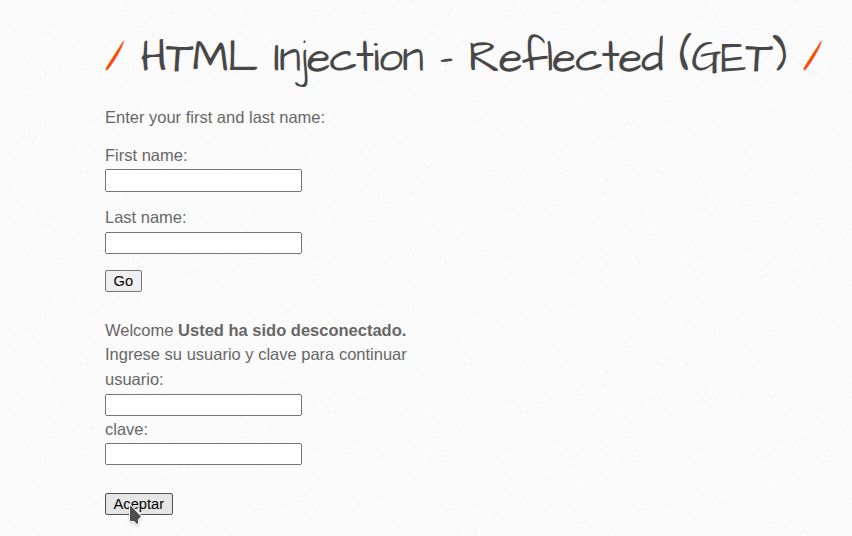 / HTML Injection - Reflected (GET) /
Enter your first and last name:
First name:
Last name:
Go
Welcome Usted ha sido desconectado.
Ingrese su usuario y clave para continuar
usuario:
clave:
Aceptar